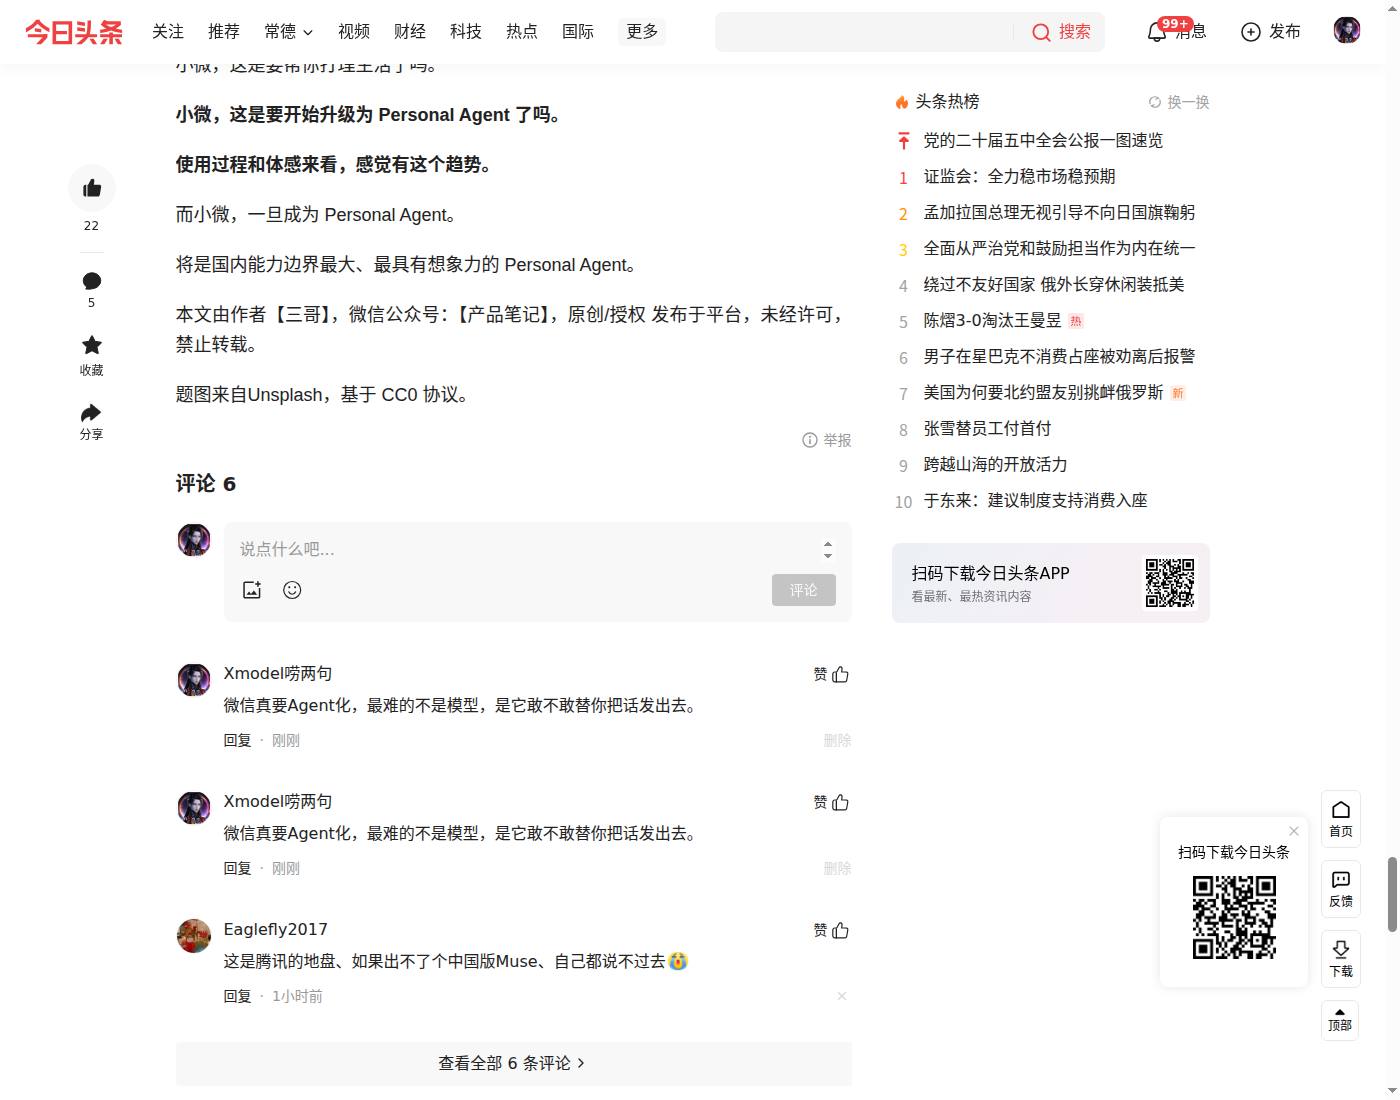 今日头条
关注 推荐 常德 视频 财经 科技 热点 国际 更多
搜索
99+
消息
发布
小微，这是要帮你打理生活了吗。
小微，这是要开始升级为 Personal Agent 了吗。
使用过程和体感来看，感觉有这个趋势。
而小微，一旦成为 Personal Agent。
将是国内能力边界最大、最具有想象力的 Personal Agent。
本文由作者【三哥】，微信公众号：【产品笔记】，原创/授权 发布于平台，未经许可，
禁止转载。
题图来自Unsplash，基于 CC0 协议。
举报
22
5
收藏
分享
评论 6
说点什么吧...
评论
Xmodel唠两句
赞
微信真要Agent化，最难的不是模型，是它敢不敢替你把话发出去。
回复 · 刚刚
删除
Xmodel唠两句
赞
微信真要Agent化，最难的不是模型，是它敢不敢替你把话发出去。
回复 · 刚刚
删除
Eaglefly2017
赞
这是腾讯的地盘、如果出不了个中国版Muse、自己都说不过去😭
回复 · 1小时前
查看全部 6 条评论
头条热榜
换一换
党的二十届五中全会公报一图速览
1 证监会：全力稳市场稳预期
2 孟加拉国总理无视引导不向日国旗鞠躬
3 全面从严治党和鼓励担当作为内在统一
4 绕过不友好国家 俄外长穿休闲装抵美
5 陈熠3-0淘汰王曼昱 热
6 男子在星巴克不消费占座被劝离后报警
7 美国为何要北约盟友别挑衅俄罗斯 新
8 张雪替员工付首付
9 跨越山海的开放活力
10 于东来：建议制度支持消费入座
扫码下载今日头条APP
看最新、最热资讯内容
扫码下载今日头条
首页
反馈
下载
顶部